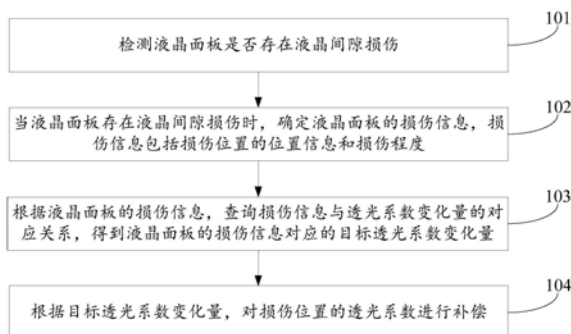 101
检测液晶面板是否存在液晶间隙损伤
102
当液晶面板存在液晶间隙损伤时，确定液晶面板的损伤信息，损
伤信息包括损伤位置的位置信息和损伤程度
103
根据液晶面板的损伤信息，查询损伤信息与透光系数变化量的对
应关系，得到液晶面板的损伤信息对应的目标透光系数变化量
104
根据目标透光系数变化量，对损伤位置的透光系数进行补偿